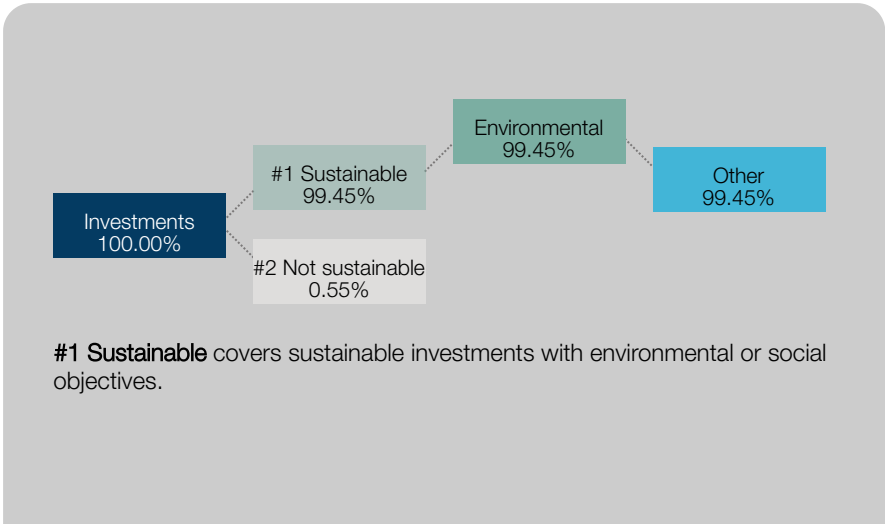 Environmental
99.45%
#1 Sustainable
99.45%
Other
99.45%
Investments
100.00%
#2 Not sustainable
0.55%
#1 Sustainable covers sustainable investments with environmental or social
objectives.